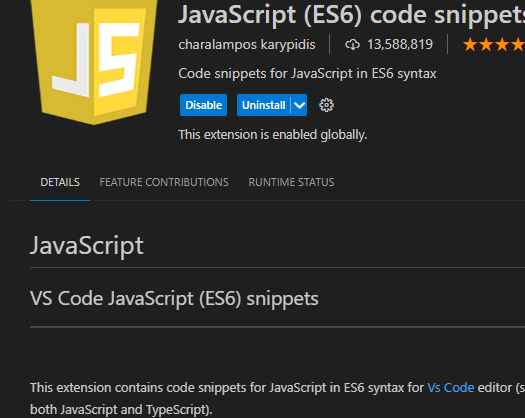 JS
JavaScript (ES6) code snippets
charalampos karypidis
13,588,819
Code snippets for JavaScript in ES6 syntax
Disable
Uninstall
This extension is enabled globally.
DETAILS FEATURE CONTRIBUTIONS RUNTIME STATUS
JavaScript
VS Code JavaScript (ES6) snippets
This extension contains code snippets for JavaScript in ES6 syntax for Vs Code editor (s
both JavaScript and TypeScript).